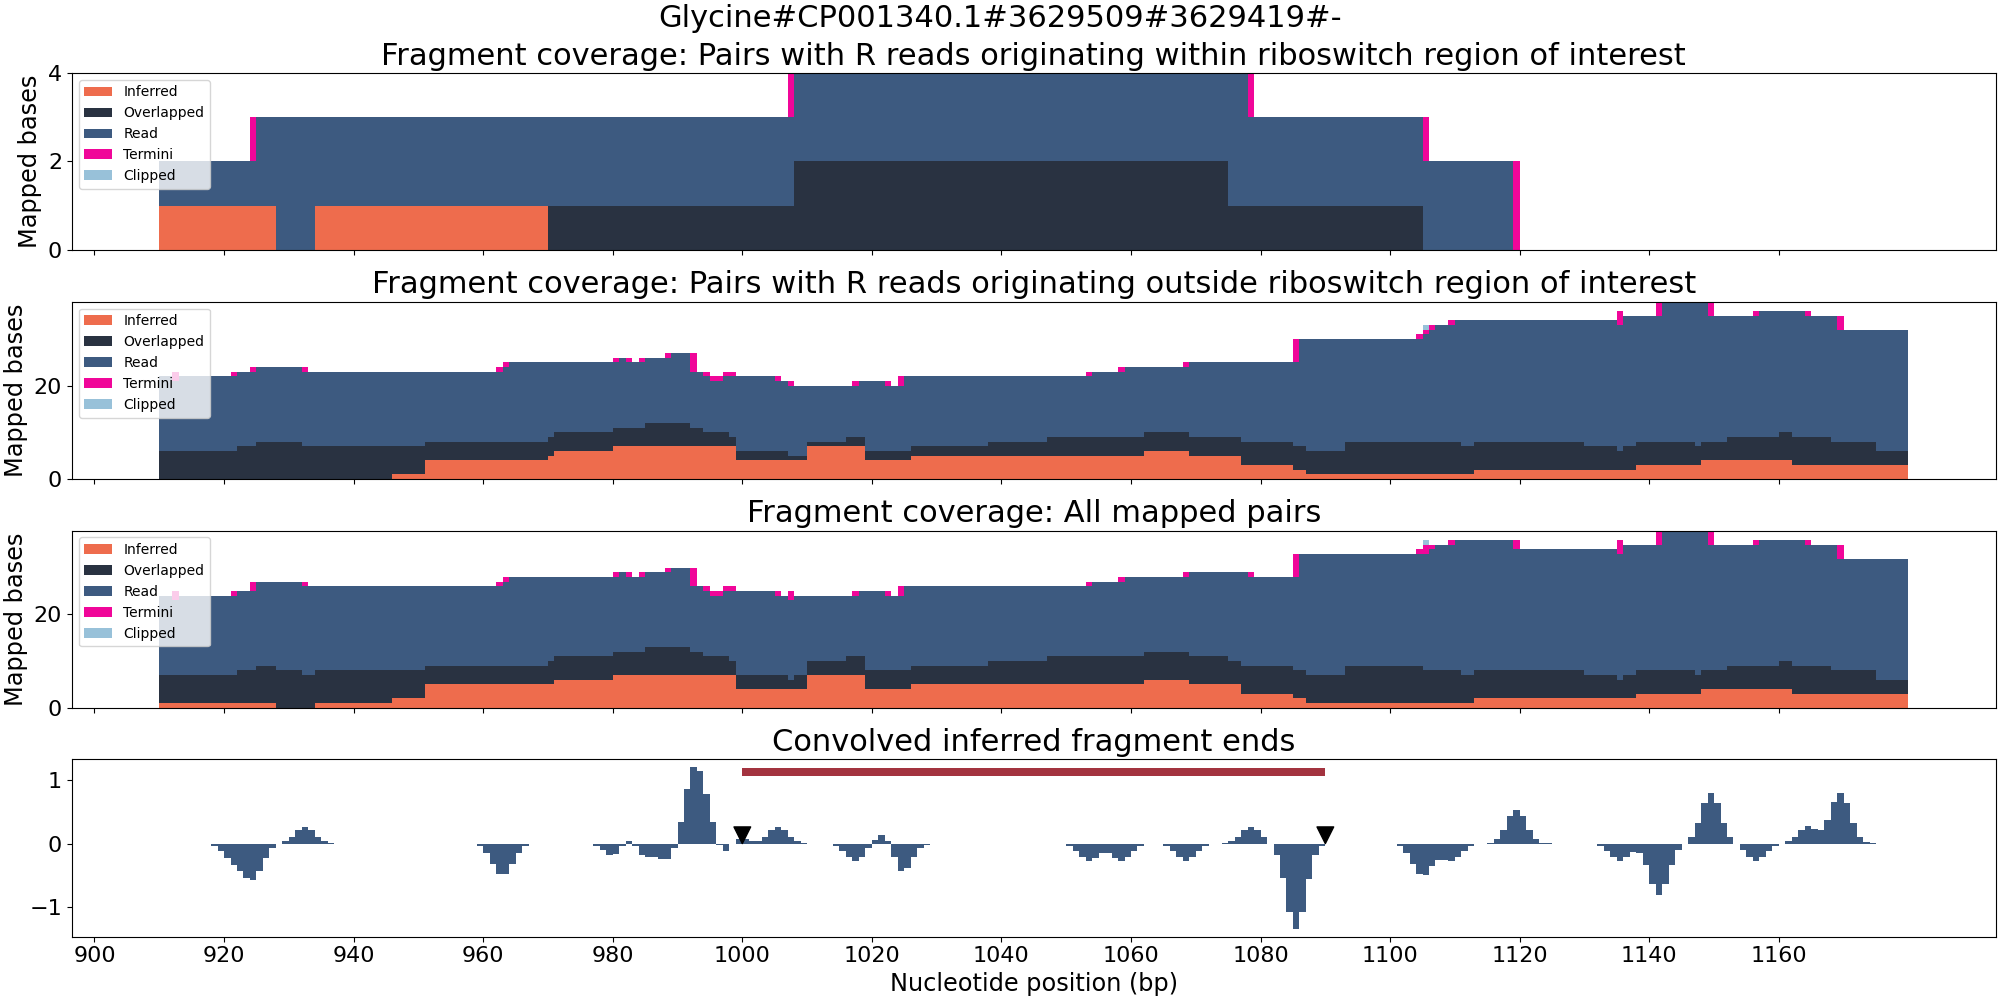 Glycine#CP001340.1#3629509#3629419#-
Fragment coverage: Pairs with R reads originating within riboswitch region of interest
Mapped bases
4
2
0
Inferred
Overlapped
Read
Termini
Clipped
Fragment coverage: Pairs with R reads originating outside riboswitch region of interest
Mapped bases
20
0
Inferred
Overlapped
Read
Termini
Clipped
Fragment coverage: All mapped pairs
Mapped bases
20
0
Inferred
Overlapped
Read
Termini
Clipped
Convolved inferred fragment ends
1
0
−1
900 920 940 960 980 1000 1020 1040 1060 1080 1100 1120 1140 1160
Nucleotide position (bp)